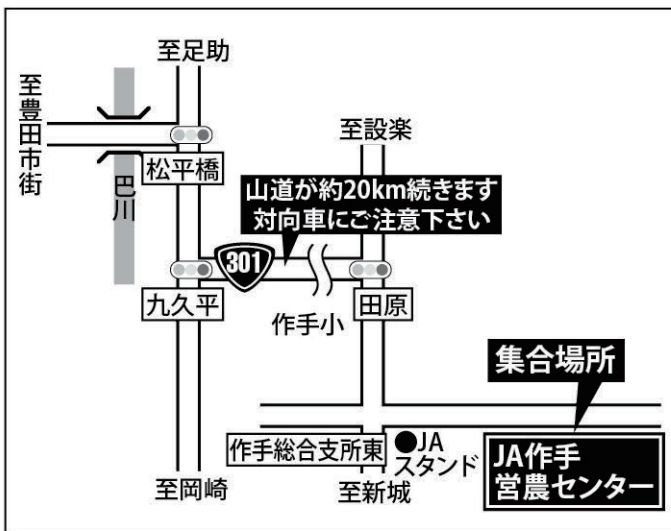 至足助
至豊田市街
至設楽
松平橋
巴川
山道が約20km続きます
対向車にご注意下さい
301
九久平
田原
作手小
集合場所
作手総合支所東
●JA
スタンド
JA作手
営農センター
至岡崎
至新城